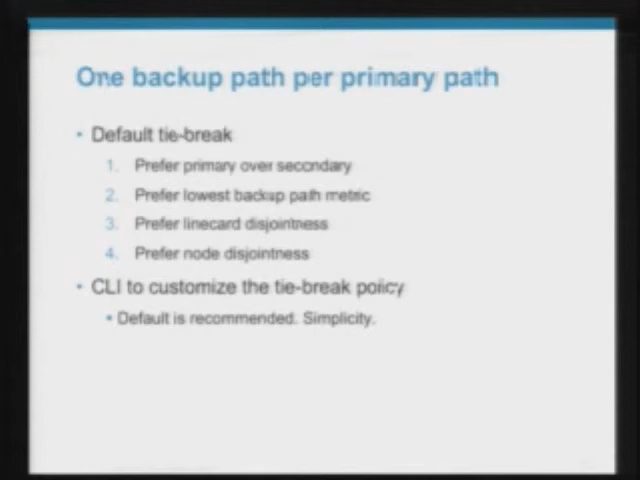 One backup path per primary path
• Default tie-break
1. Prefer primary over secondary
2. Prefer lowest backup path metric
3. Prefer linecard disjointness
4. Prefer node disjointness
• CLI to customize the tie-break policy
• Default is recommended. Simplicity.